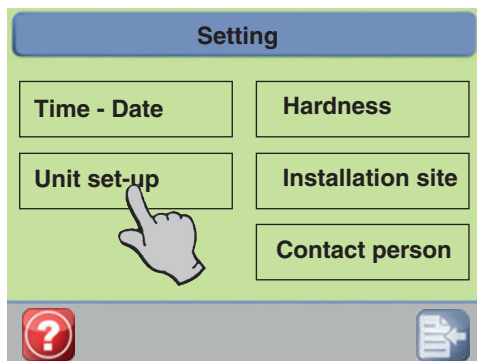 Setting
Time - Date
Hardness
Unit set-up
Installation site
Contact person
?